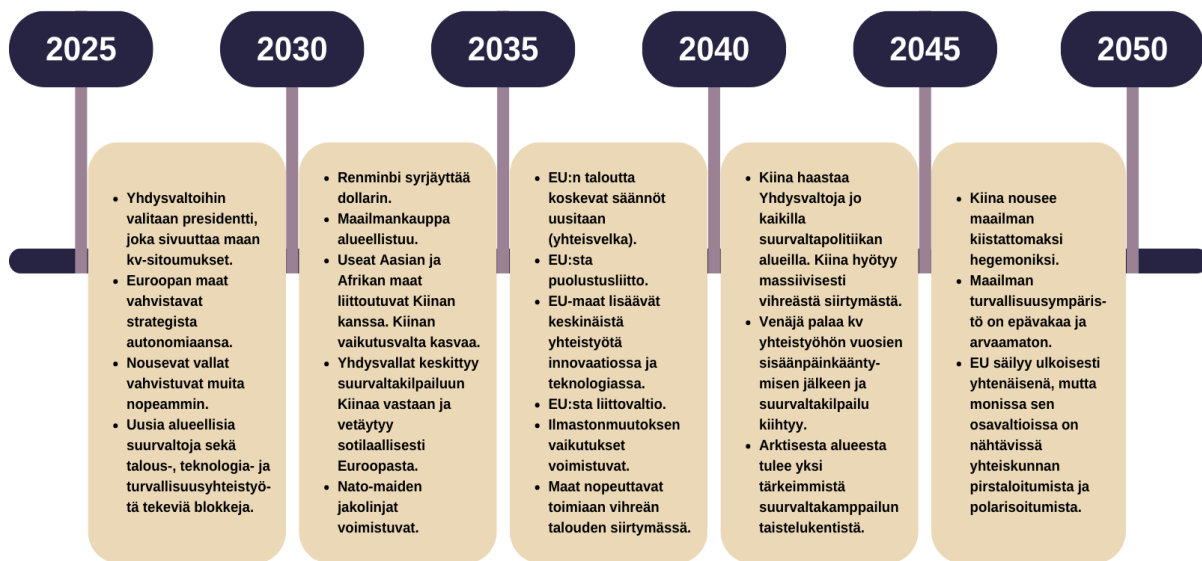 2025
2030
2035
2040
2045
2050
• Yhdysvaltoihin
valitaan presidentti,
joka sivuuttaa maan
kv-sitoumukset.
• Euroopan maat
vahvistavat
strategista
autonomiaansa.
• Nousevat vallat
vahvistuvat muita
nopeammin.
• Uusia alueellisia
suurvaltoja sekä
talous-, teknologia- ja
turvallisuusyhteistyö-
tä tekeviä blokkeja.
• Renminbi syrjäyttää
dollarin.
• Maailmankauppa
alueellistuu.
• Useat Aasian ja
Afrikan maat
liittoutuvat Kiinan
kanssa. Kiinan
vaikutusvalta kasvaa.
• Yhdysvallat keskittyy
suurvaltakilpailuun
Kiinaa vastaan ja
vetäytyy
sotilaallisesti
Euroopasta.
• Nato-maiden
jakolinjat
voimistuvat.
• EU:n taloutta
koskevat säännöt
uusitaan
(yhteisvelka).
• EU:sta
puolustusliitto.
• EU-maat lisäävät
keskinäistä
yhteistyötä
innovaatiossa ja
teknologiassa.
• EU:sta liittovaltio.
• Ilmastonmuutoksen
vaikutukset
voimistuvat.
• Maat nopeuttavat
toimiaan vihreän
talouden siirtymässä.
• Kiina haastaa
Yhdysvaltoja jo
kaikilla
suurvaltapolitiikan
alueilla. Kiina hyötyy
massiivisesti
vihreästä siirtymästä.
• Venäjä palaa kv
yhteistyöhön vuosien
sisäänpäinkäänty-
misen jälkeen ja
suurvaltakilpailu
kiihtyy.
• Arktisesta alueesta
tulee yksi
tärkeimmistä
suurvaltakamppailun
taistelukentistä.
• Kiina nousee
maailman
kiistattomaksi
hegemoniksi.
• Maailman
turvallisuusympäris-
tö on epävakaa ja
arvaamaton.
• EU säilyy ulkoisesti
yhtenäisenä, mutta
monissa sen
osavaltioissa on
nähtävissä
yhteiskunnan
pirstaloitumista ja
polarisoitumista.